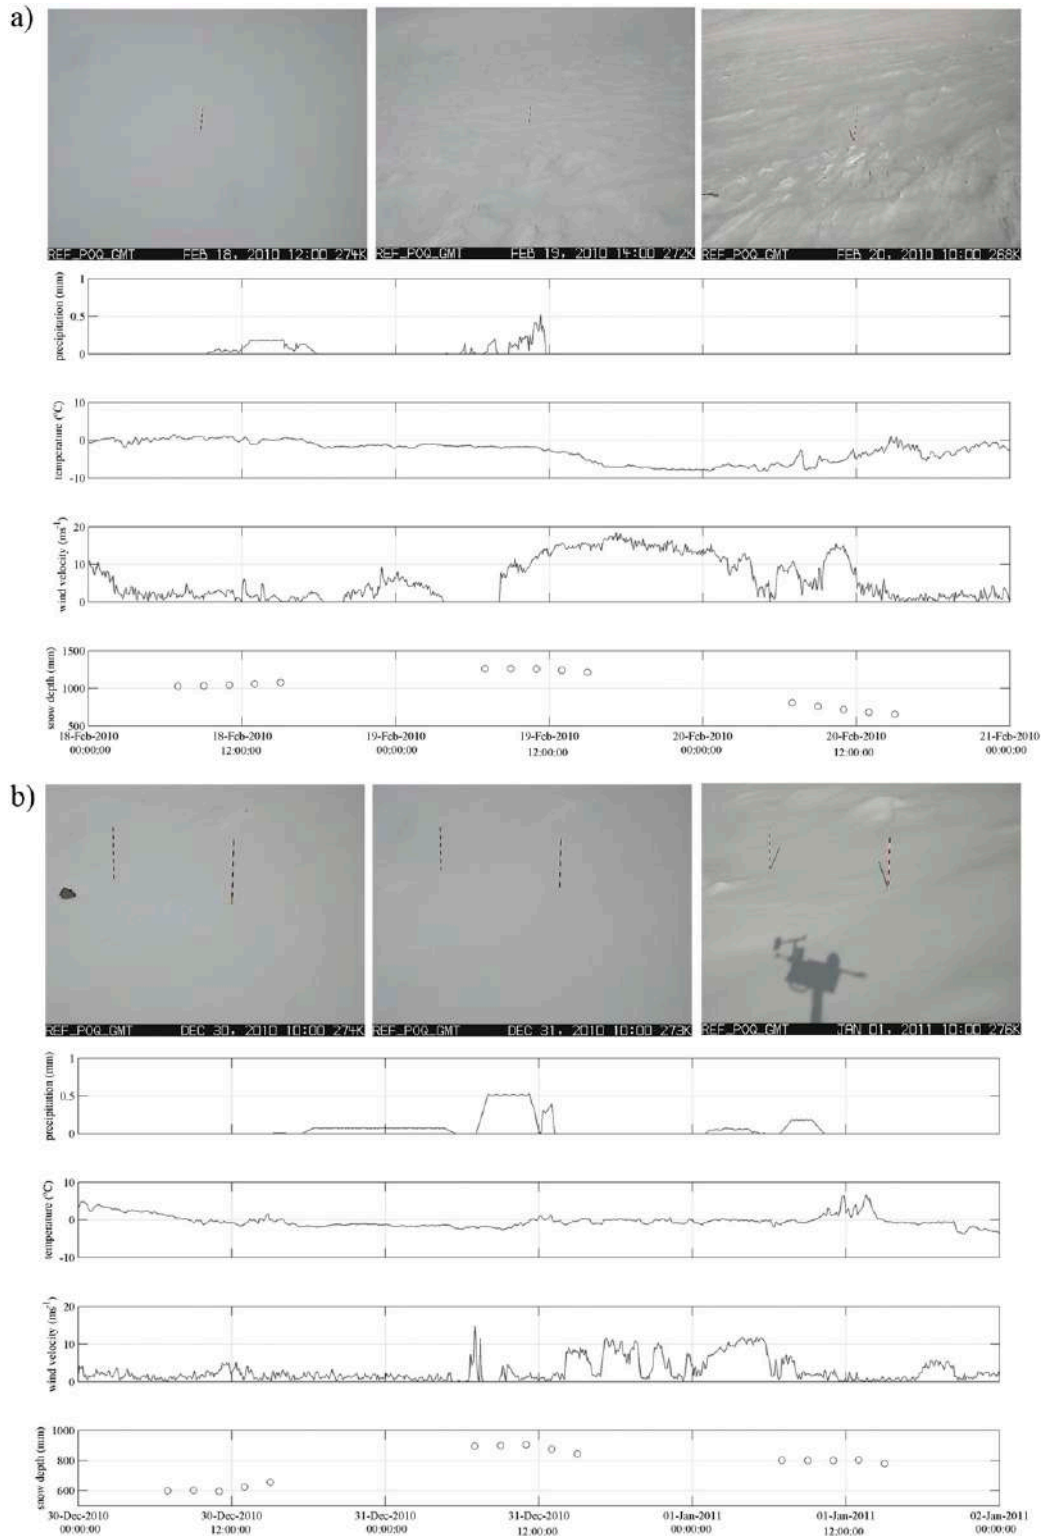 a)
REF_POQ_GMT FEB 18, 2010 12:00 274K
REF_POQ_GMT FEB 19, 2010 14:00 272K
REF_POQ_GMT FEB 20, 2010 10:00 268K
precipitation (mm)
1
0.5
0
temperature (°C)
10
0
-10
wind velocity (ms⁻¹)
20
10
0
snow depth (mm)
1500
1000
500
18-Feb-2010 18-Feb-2010 19-Feb-2010 19-Feb-2010 20-Feb-2010 20-Feb-2010 21-Feb-2010
00:00:00 12:00:00 00:00:00 12:00:00 00:00:00 12:00:00 00:00:00
b)
REF_POQ_GMT DEC 30, 2010 10:00 274K
REF_POQ_GMT DEC 31, 2010 10:00 273K
REF_POQ_GMT JAN 01, 2011 10:00 276K
precipitation (mm)
1
0.5
0
temperature (°C)
10
0
-10
wind velocity (ms⁻¹)
20
10
0
snow depth (mm)
1000
800
600
30-Dec-2010 30-Dec-2010 31-Dec-2010 31-Dec-2010 01-Jan-2011 01-Jan-2011 02-Jan-2011
00:00:00 12:00:00 00:00:00 12:00:00 00:00:00 12:00:00 00:00:00